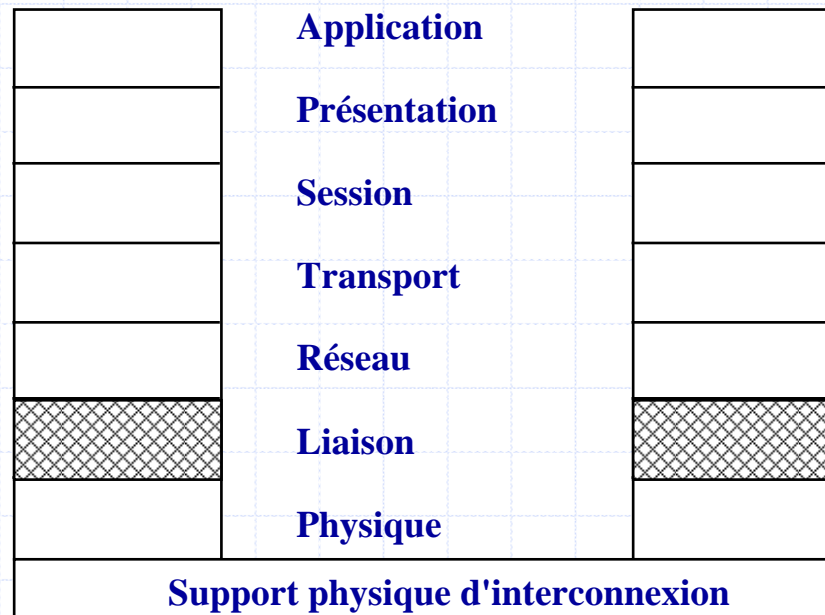 Application
Présentation
Session
Transport
Réseau
Liaison
Physique
Support physique d'interconnexion